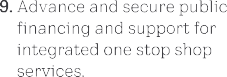 9. Advance and secure public
financing and support for
integrated one stop shop
services.